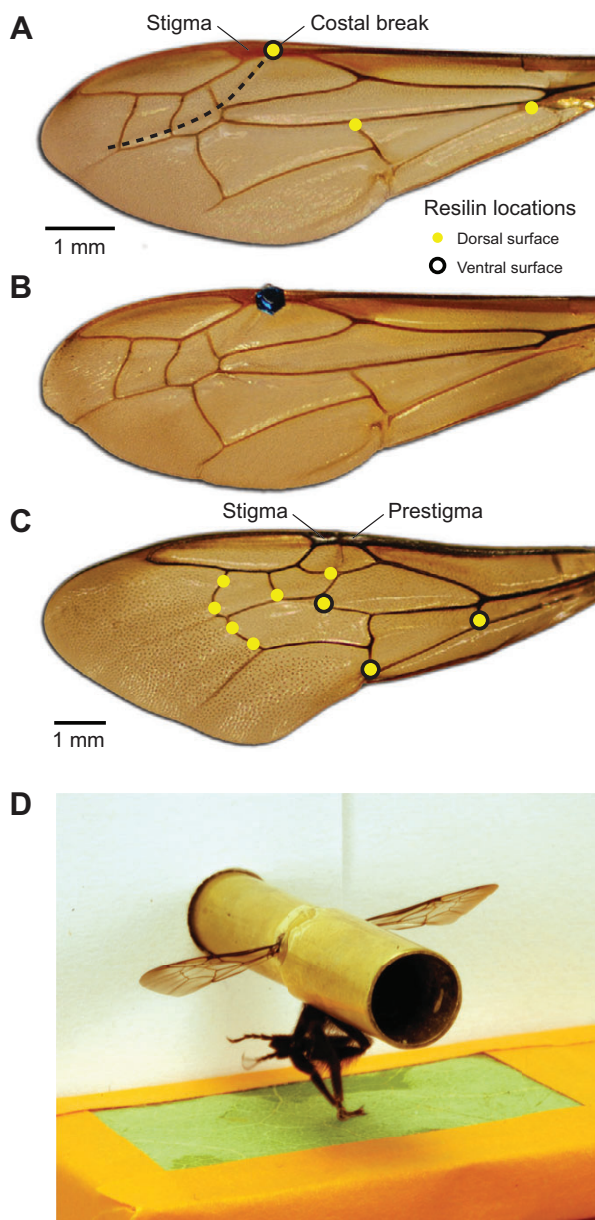 A
Stigma
Costal break
Resilin locations
Dorsal surface
Ventral surface
1 mm
B
C
Stigma
Prestigma
1 mm
D